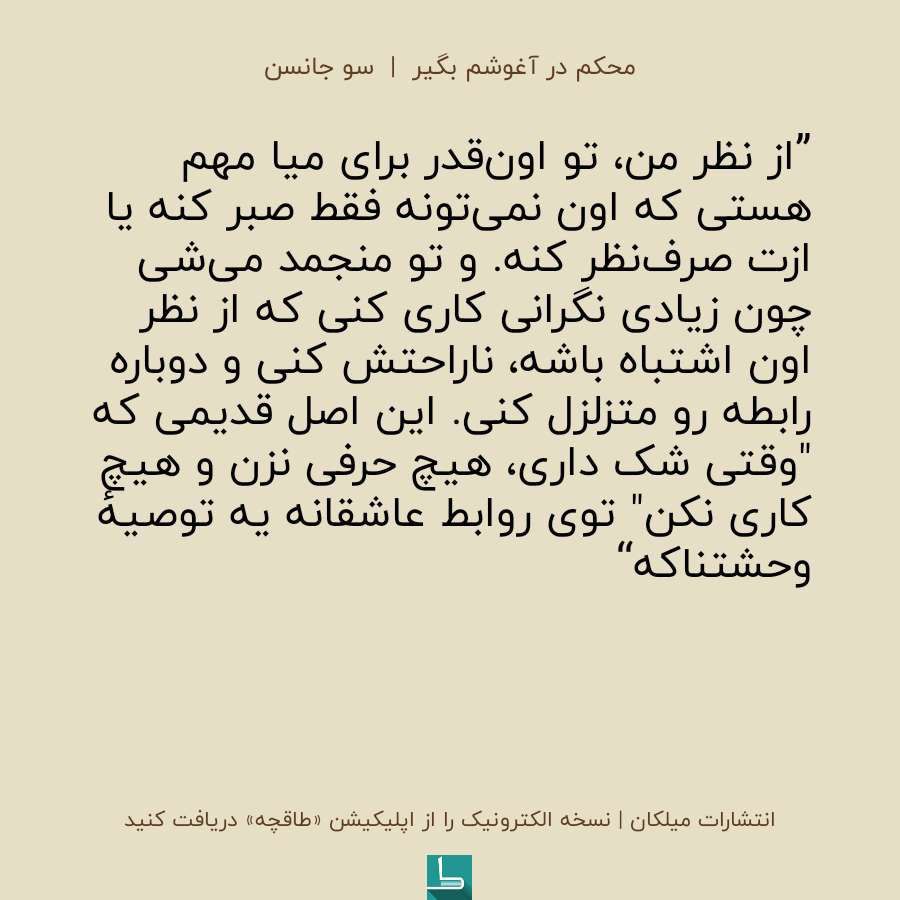 محکم در آغوشم بگیر | سو جانسن
”از نظر من، تو اون‌قدر برای میا مهم
هستی که اون نمی‌تونه فقط صبر کنه یا
ازت صرف‌نظر کنه. و تو منجمد می‌شی
چون زیادی نگرانی کاری کنی که از نظر
اون اشتباه باشه، ناراحتش کنی و دوباره
رابطه رو متزلزل کنی. این اصل قدیمی که
"وقتی شک داری، هیچ حرفی نزن و هیچ
کاری نکن" توی روابط عاشقانه یه توصیهٔ
وحشتناکه“
انتشارات میلکان | نسخه الکترونیک را از اپلیکیشن «طاقچه» دریافت کنید